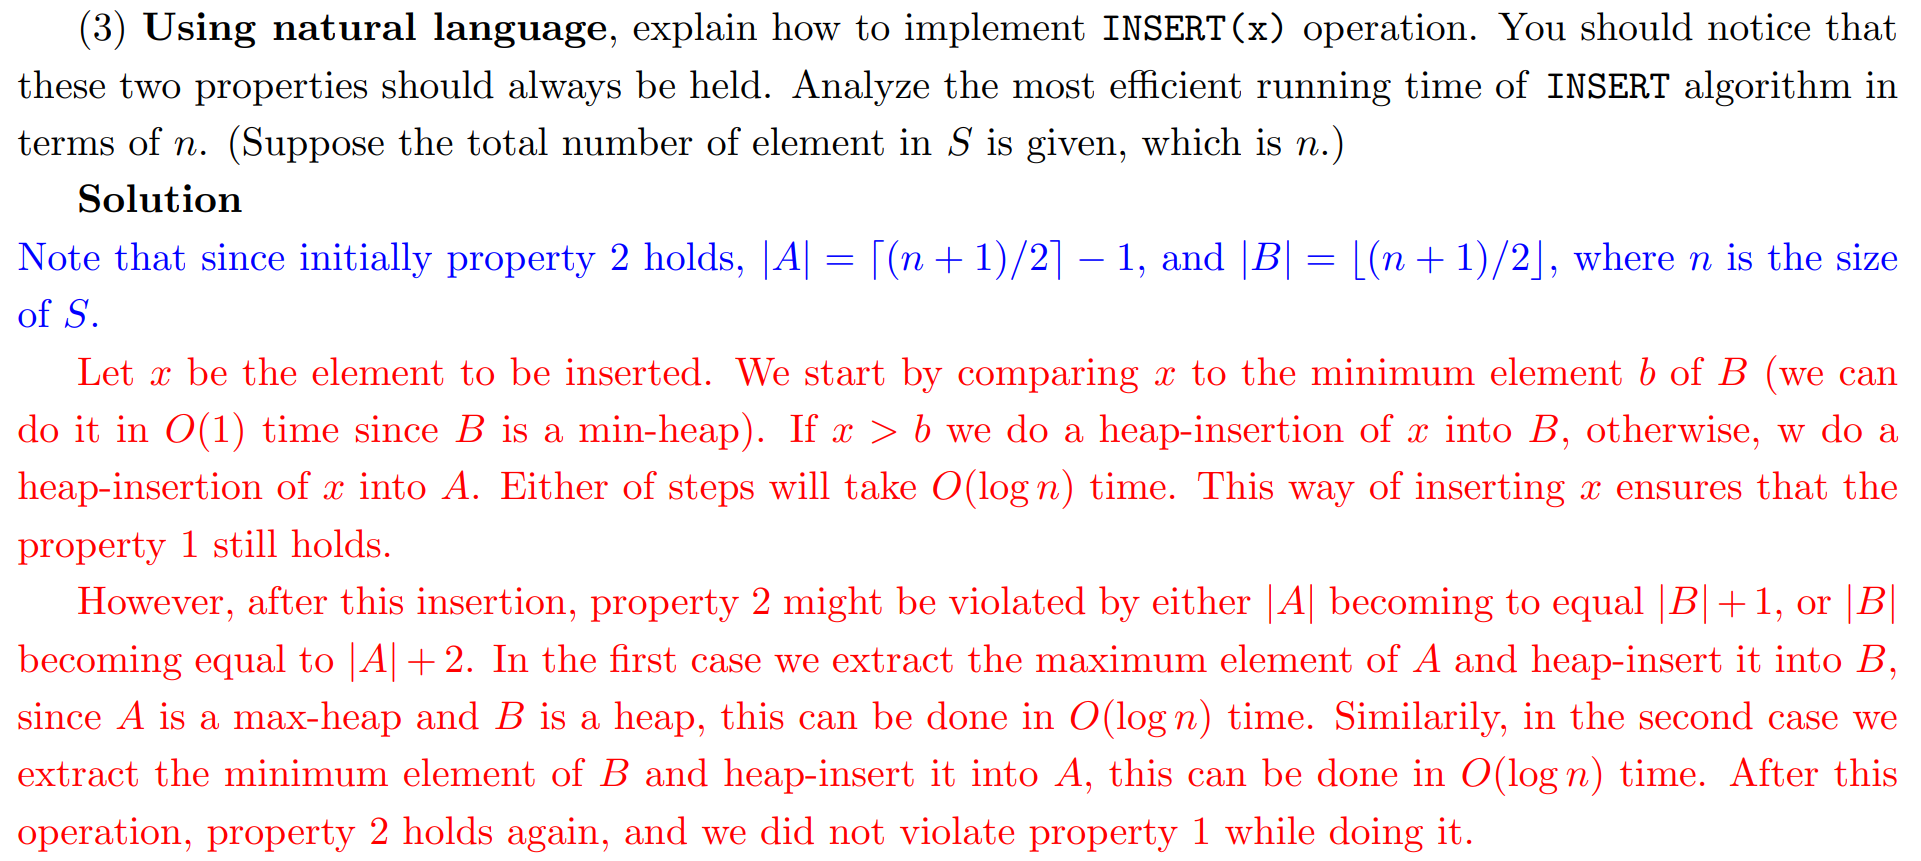 (3) Using natural language, explain how to implement INSERT(x) operation. You should notice that
these two properties should always be held. Analyze the most efficient running time of INSERT algorithm in
terms of n. (Suppose the total number of element in S is given, which is n.)
Solution
Note that since initially property 2 holds, |A| = ⌈(n + 1)/2⌉ − 1, and |B| = ⌊(n + 1)/2⌋, where n is the size
of S.
Let x be the element to be inserted. We start by comparing x to the minimum element b of B (we can
do it in O(1) time since B is a min-heap). If x > b we do a heap-insertion of x into B, otherwise, w do a
heap-insertion of x into A. Either of steps will take O(log n) time. This way of inserting x ensures that the
property 1 still holds.
However, after this insertion, property 2 might be violated by either |A| becoming to equal |B| + 1, or |B|
becoming equal to |A| + 2. In the first case we extract the maximum element of A and heap-insert it into B,
since A is a max-heap and B is a heap, this can be done in O(log n) time. Similarily, in the second case we
extract the minimum element of B and heap-insert it into A, this can be done in O(log n) time. After this
operation, property 2 holds again, and we did not violate property 1 while doing it.